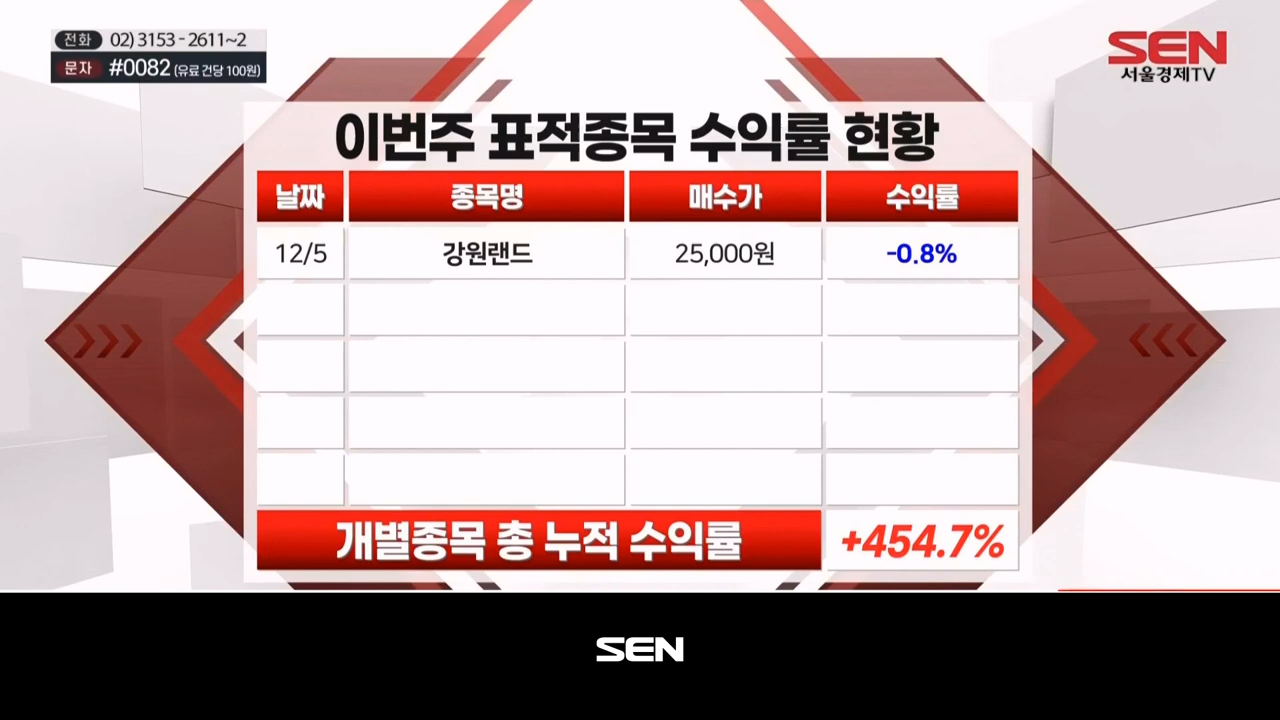 전화 02) 3153 - 2611~2
문자 #0082 (유료 건당 100원)
SEN
서울경제TV
이번주 표적종목 수익률 현황
날짜 종목명 매수가 수익률
12/5 강원랜드 25,000원 -0.8%
개별종목 총 누적 수익률 +454.7%
SEN